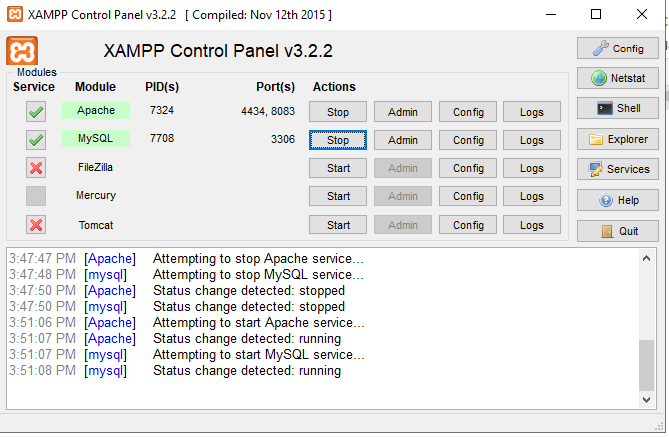 XAMPP Control Panel v3.2.2 [ Compiled: Nov 12th 2015 ]
XAMPP Control Panel v3.2.2
Config
Modules
Service Module PID(s) Port(s) Actions
Netstat
Apache 7324 4434, 8083 Stop Admin Config Logs
Shell
MySQL 7708 3306 Stop Admin Config Logs
Explorer
FileZilla Start Admin Config Logs
Services
Mercury Start Admin Config Logs
Help
Tomcat Start Admin Config Logs
Quit
3:47:47 PM [Apache] Attempting to stop Apache service...
3:47:48 PM [mysql] Attempting to stop MySQL service...
3:47:50 PM [Apache] Status change detected: stopped
3:47:50 PM [mysql] Status change detected: stopped
3:51:06 PM [Apache] Attempting to start Apache service...
3:51:07 PM [Apache] Status change detected: running
3:51:07 PM [mysql] Attempting to start MySQL service...
3:51:08 PM [mysql] Status change detected: running